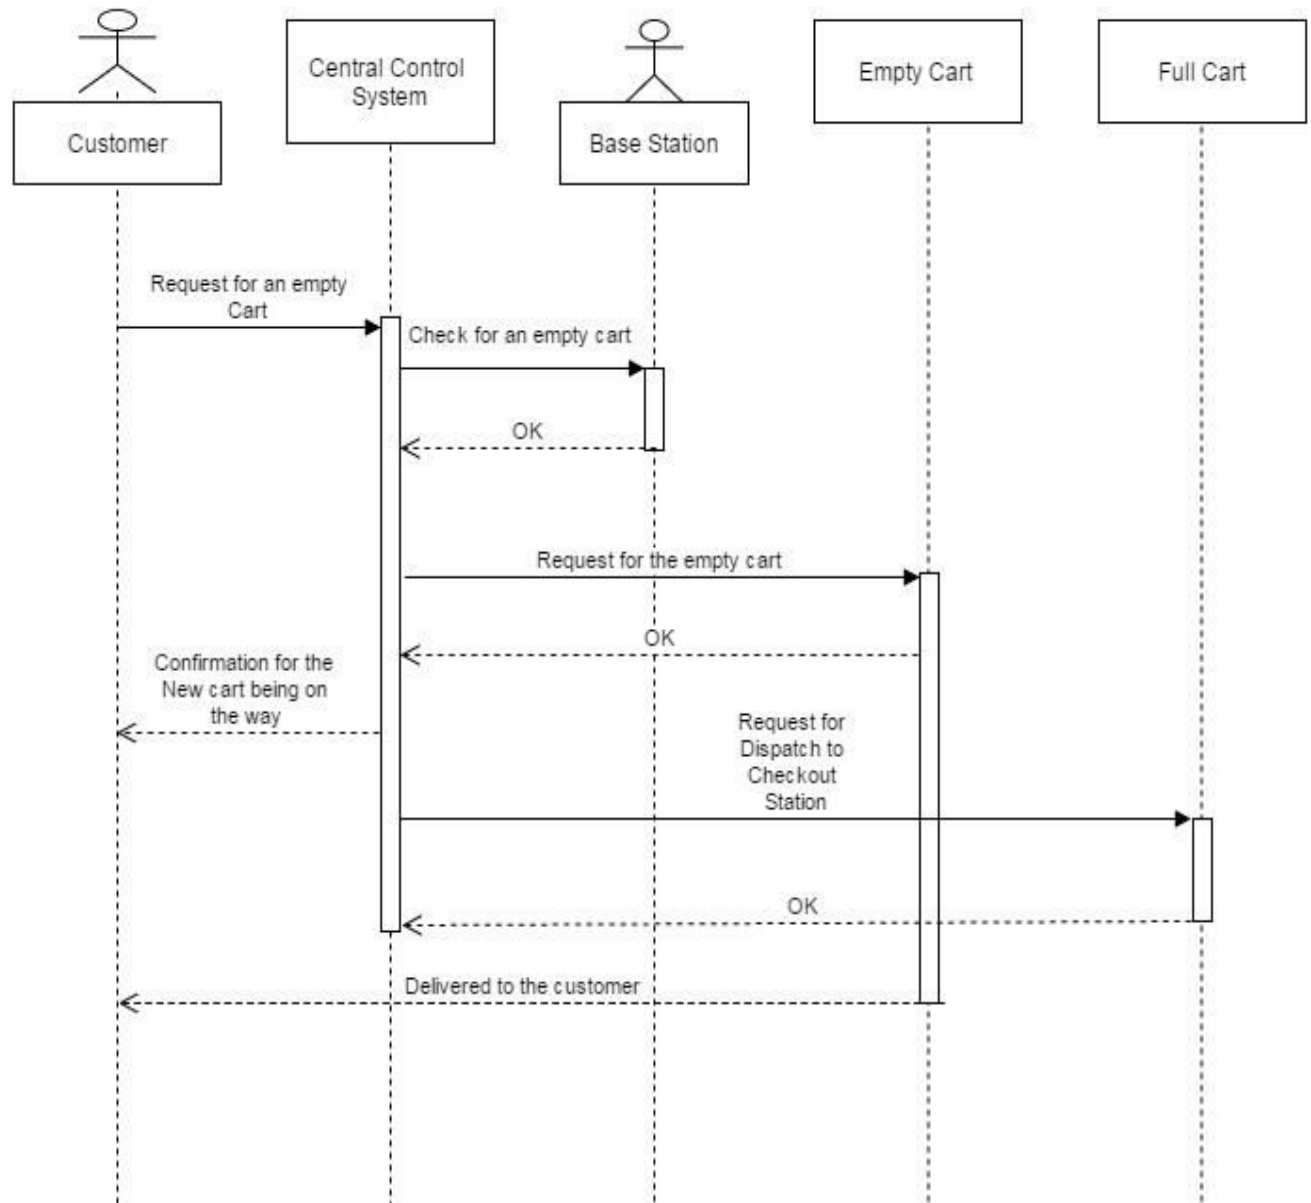 Customer
Central Control
System
Base Station
Empty Cart
Full Cart
Request for an empty
Cart
Check for an empty cart
OK
Request for the empty cart
OK
Confirmation for the
New cart being on
the way
Request for
Dispatch to
Checkout
Station
OK
Delivered to the customer